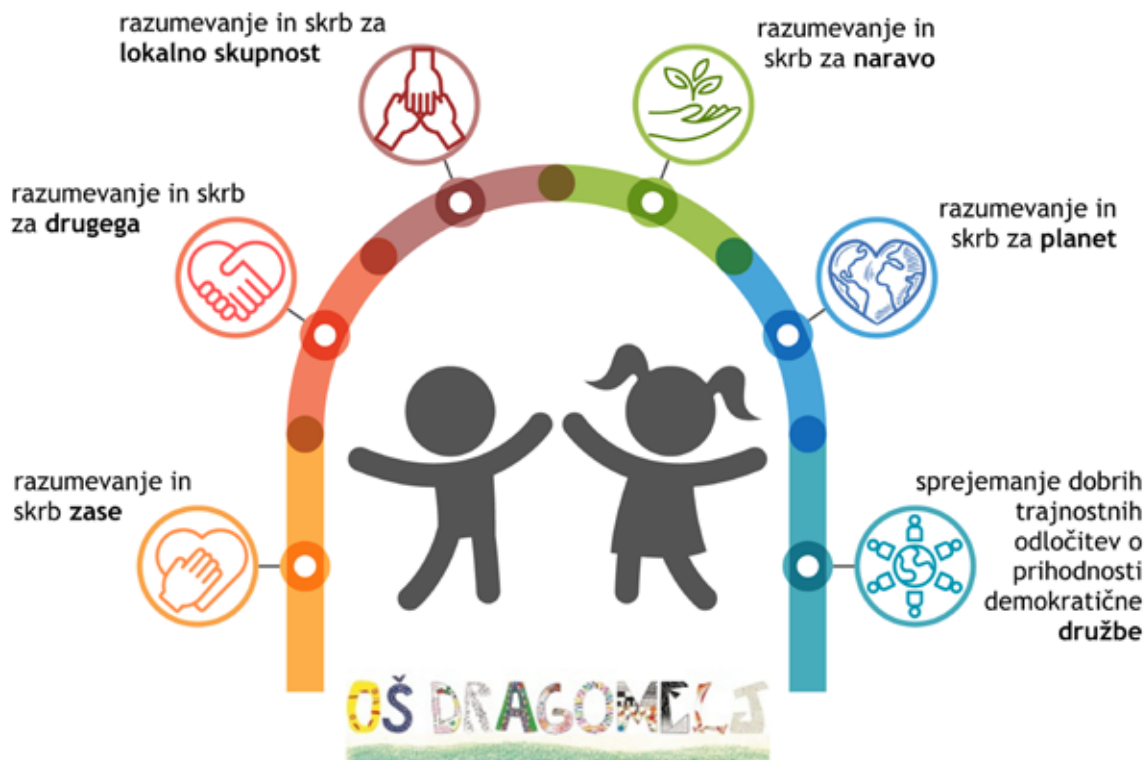 razumevanje in skrb za
lokalno skupnost
razumevanje in
skrb za naravo
razumevanje in skrb
za drugega
razumevanje in
skrb za planet
razumevanje in
skrb zase
sprejemanje dobrih
trajnostnih
odločitev o
prihodnosti
demokratične
družbe
OŠ DRAGOMELJ